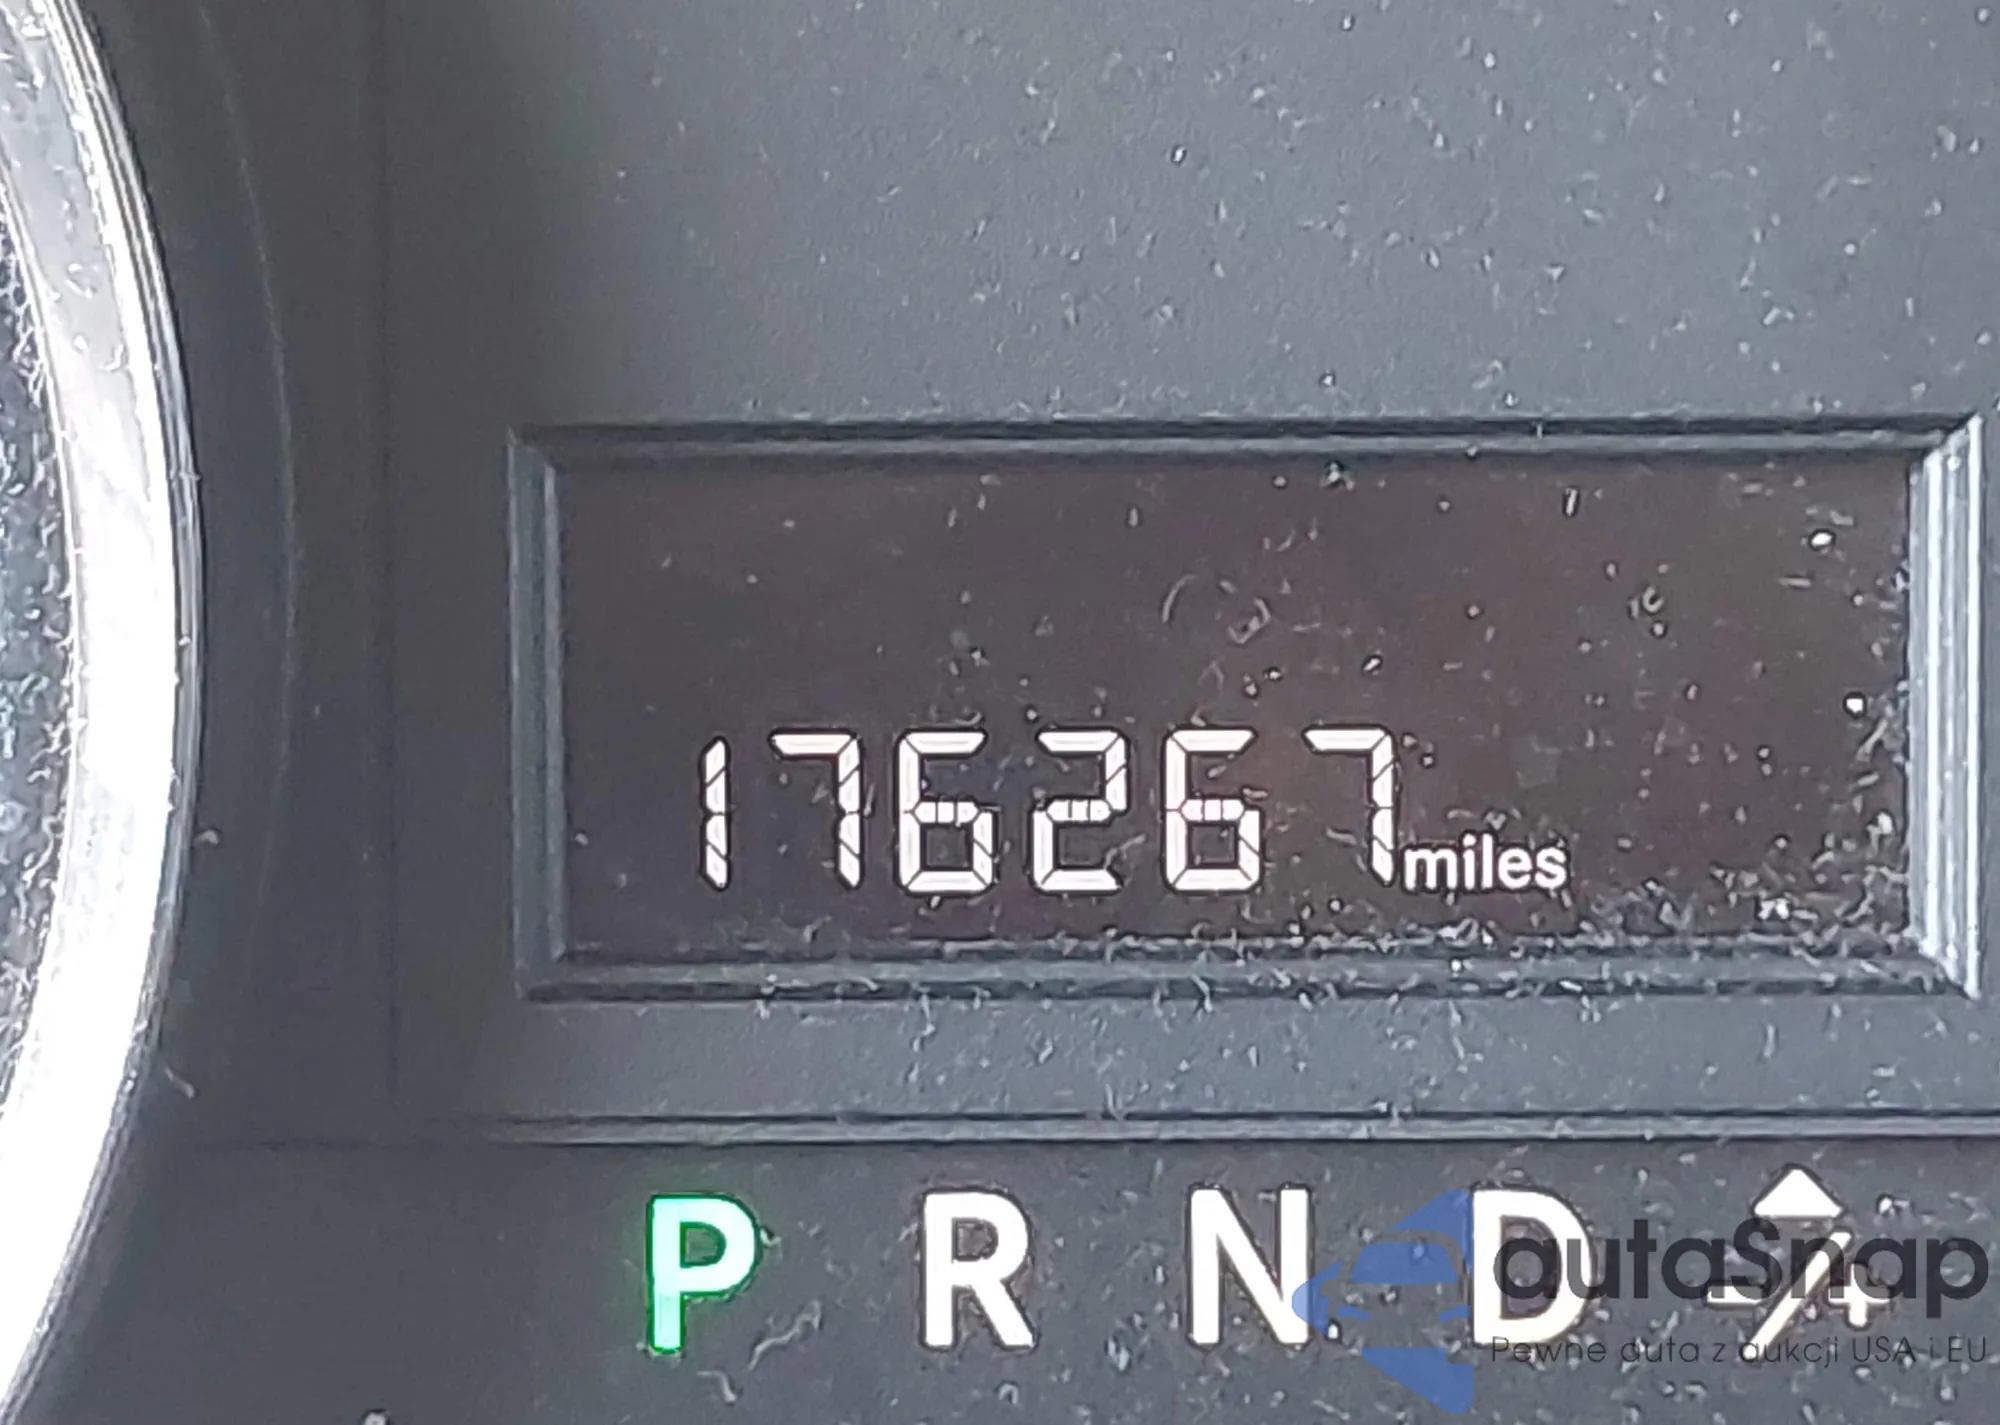 176267 miles
P R N D -/+
autaSnap
Pewne auta z aukcji USA i EU